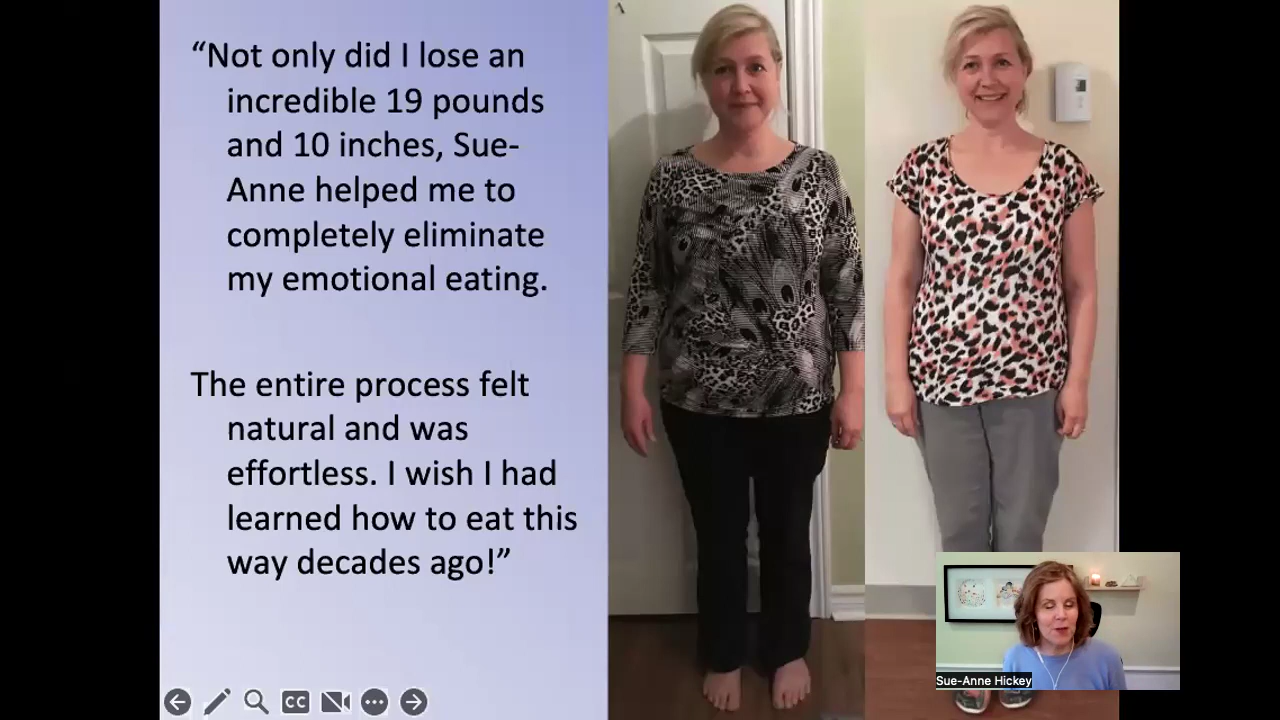 “Not only did I lose an
incredible 19 pounds
and 10 inches, Sue-
Anne helped me to
completely eliminate
my emotional eating.
The entire process felt
natural and was
effortless. I wish I had
learned how to eat this
way decades ago!”
Sue-Anne Hickey
CC